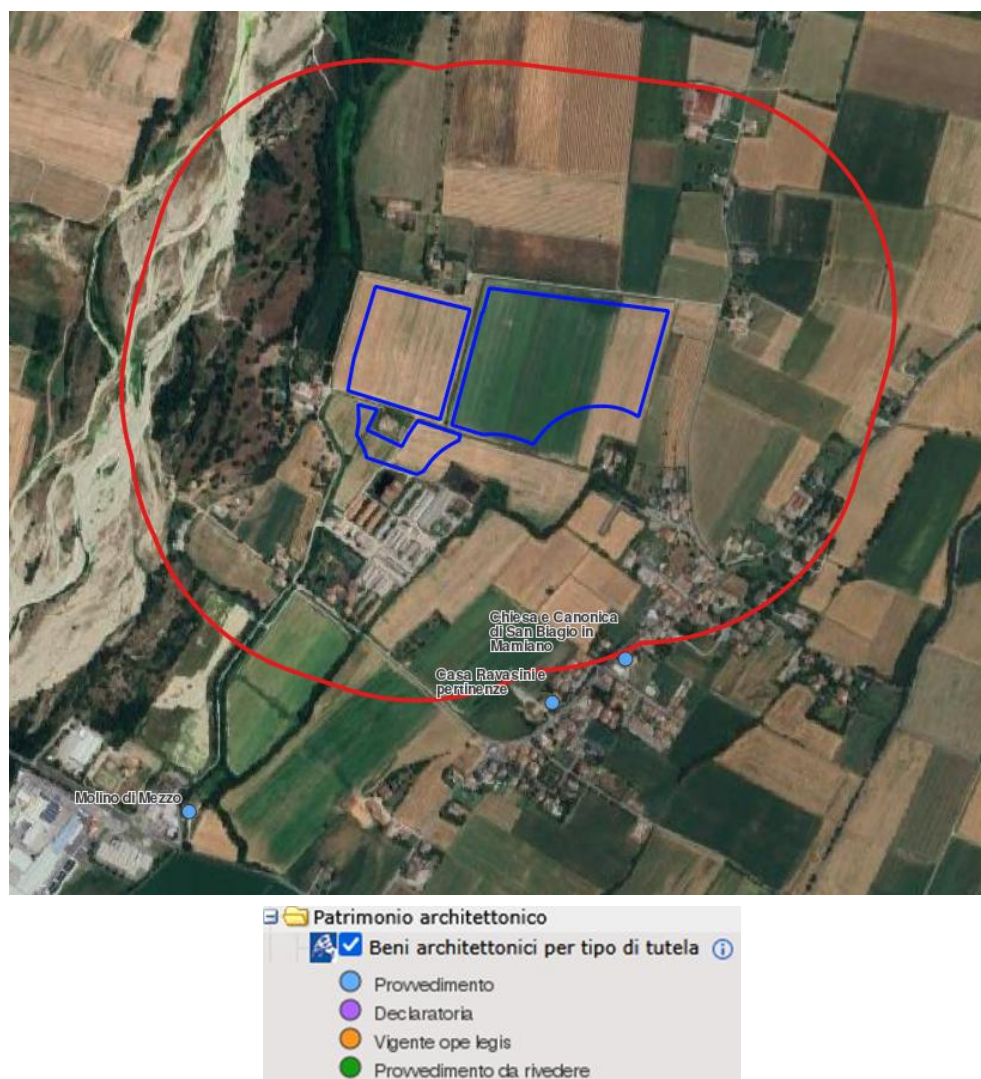 Chiesa e Canonica
di San Biagio in
Mamiano
Casa Ravasini e
pertinenze
Molino di Mezzo
Patrimonio architettonico
Beni architettonici per tipo di tutela
Provvedimento
Declaratoria
Vigente ope legis
Provvedimento da rivedere